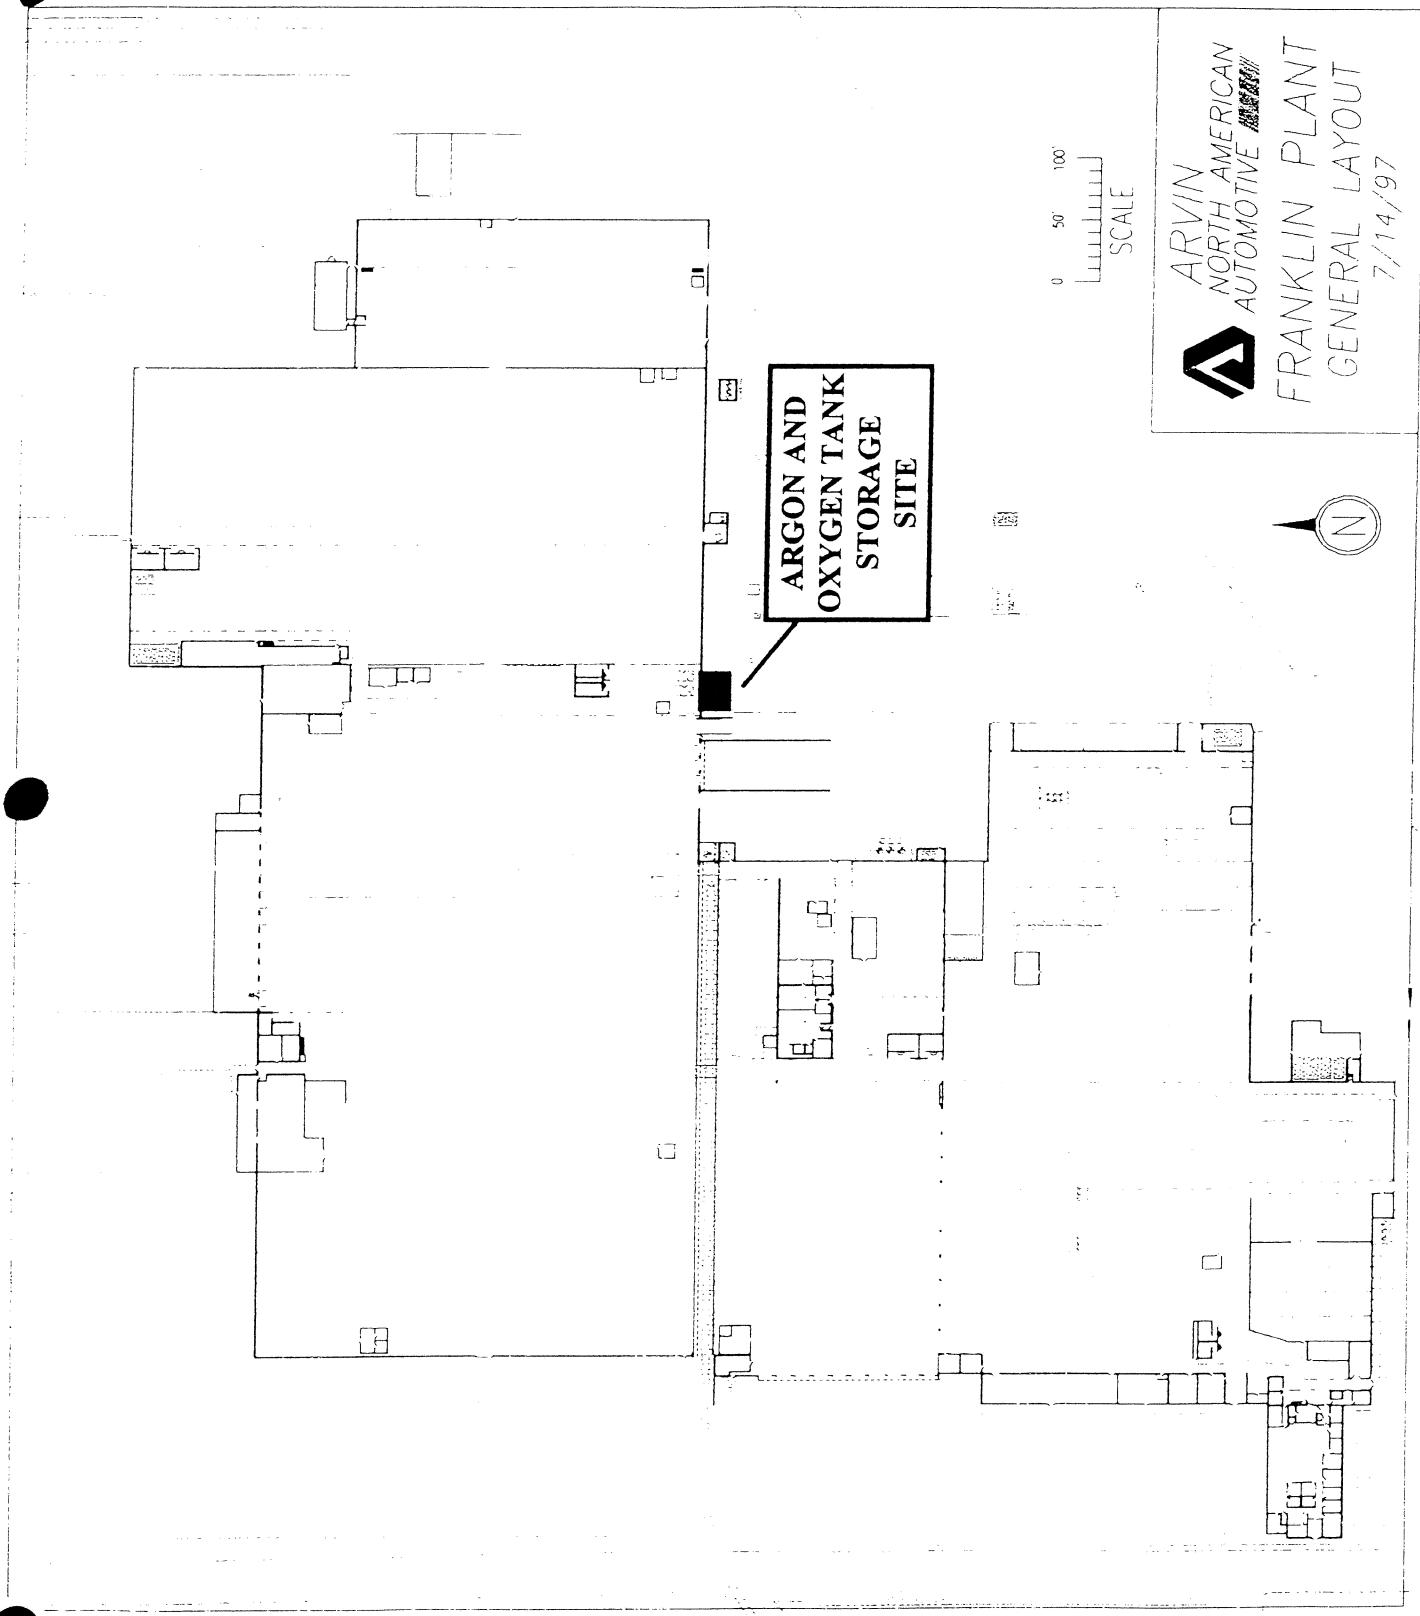 ARGON AND
OXYGEN TANK
STORAGE
SITE
0 50' 100'
SCALE
ARVIN
NORTH AMERICAN
AUTOMOTIVE
FRANKLIN PLANT
GENERAL LAYOUT
7/14/97
N